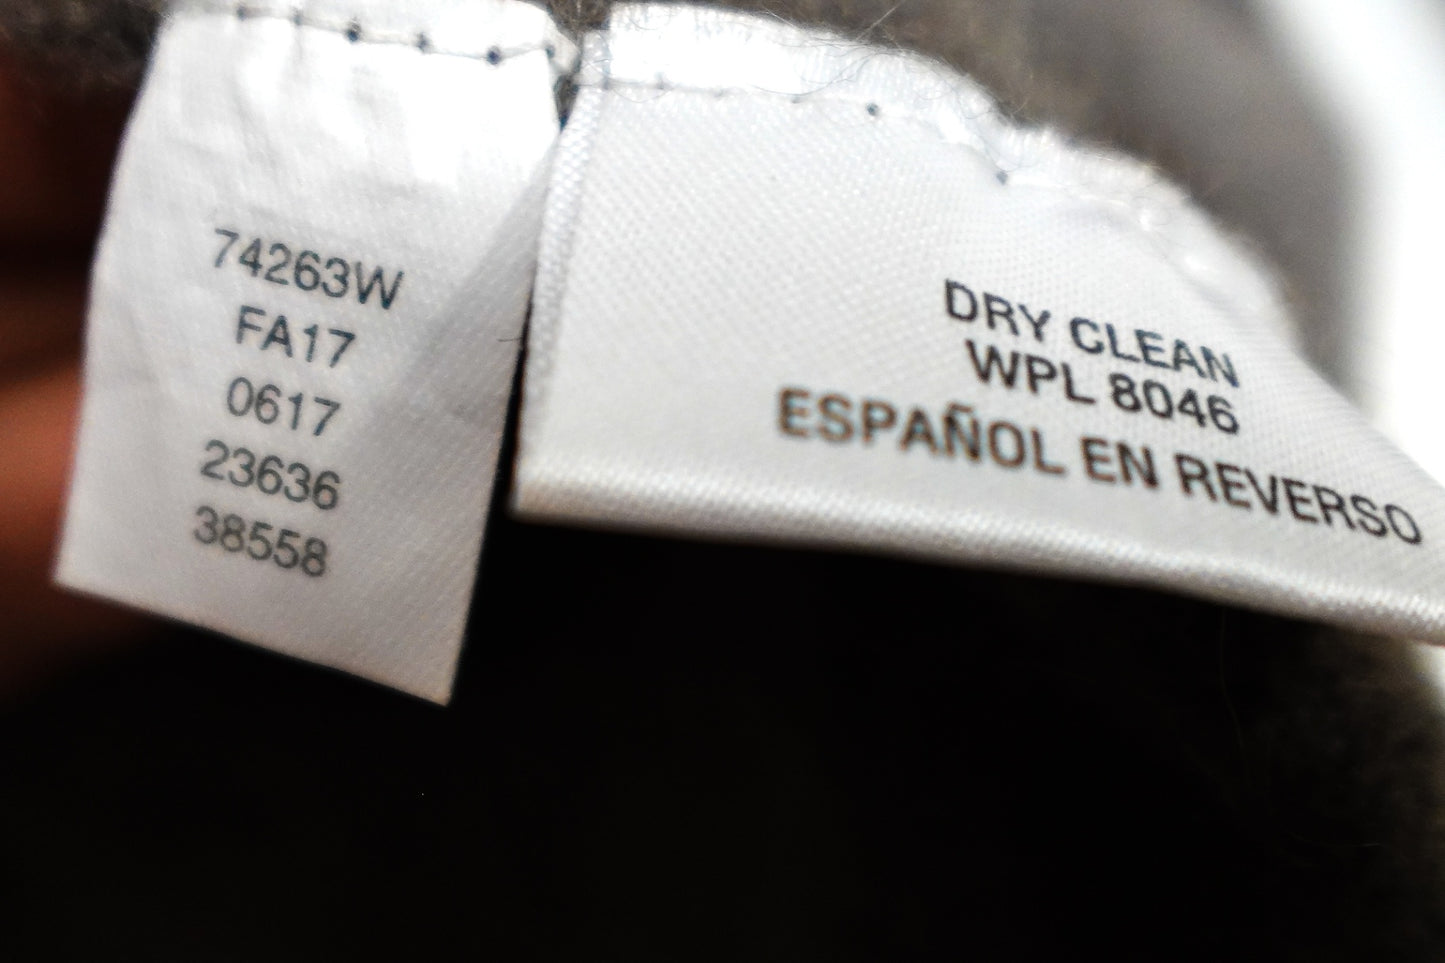 74263W
FA17
0617
23636
38558
DRY CLEAN
WPL 8046
ESPAÑOL EN REVERSO